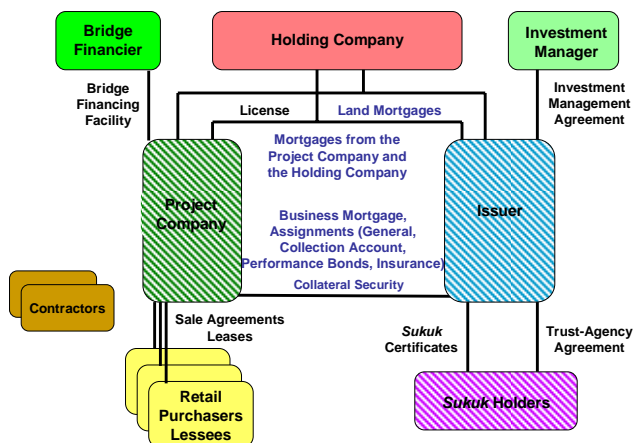 Bridge
Financier
Holding Company
Investment
Manager
Bridge
Financing
Facility
License
Land Mortgages
Investment
Management
Agreement
Mortgages from the
Project Company and
the Holding Company
Project
Company
Issuer
Business Mortgage,
Assignments (General,
Collection Account,
Performance Bonds, Insurance)
Collateral Security
Contractors
Sale Agreements
Leases
Sukuk
Certificates
Trust-Agency
Agreement
Retail
Purchasers
Lessees
Sukuk Holders